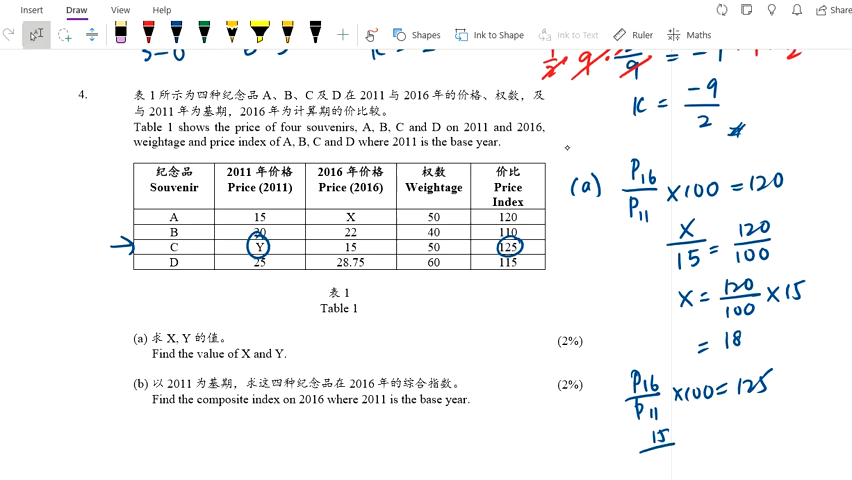 Insert Draw View Help Share
Shapes Ink to Shape Ink to Text Ruler Maths
K = -9/2
4. 表 1 所示为四种纪念品 A、B、C 及 D 在 2011 与 2016 年的价格、权数，及
与 2011 年为基期，2016 年为计算期的价比较。
Table 1 shows the price of four souvenirs, A, B, C and D on 2011 and 2016,
weightage and price index of A, B, C and D where 2011 is the base year.
纪念品 2011 年价格 2016 年价格 权数 价比
Souvenir Price (2011) Price (2016) Weightage Price
Index
A 15 X 50 120
B 20 22 40 110
C Y 15 50 125
D 25 28.75 60 115
表 1
Table 1
(a) 求 X, Y 的值。 (2%)
Find the value of X and Y.
(b) 以 2011 为基期，求这四种纪念品在 2016 年的综合指数。 (2%)
Find the composite index on 2016 where 2011 is the base year.
(a) P16/P11 ×100 = 120
X/15 = 120/100
X = 120/100 × 15
= 18
P16/P11 ×100 = 125
15